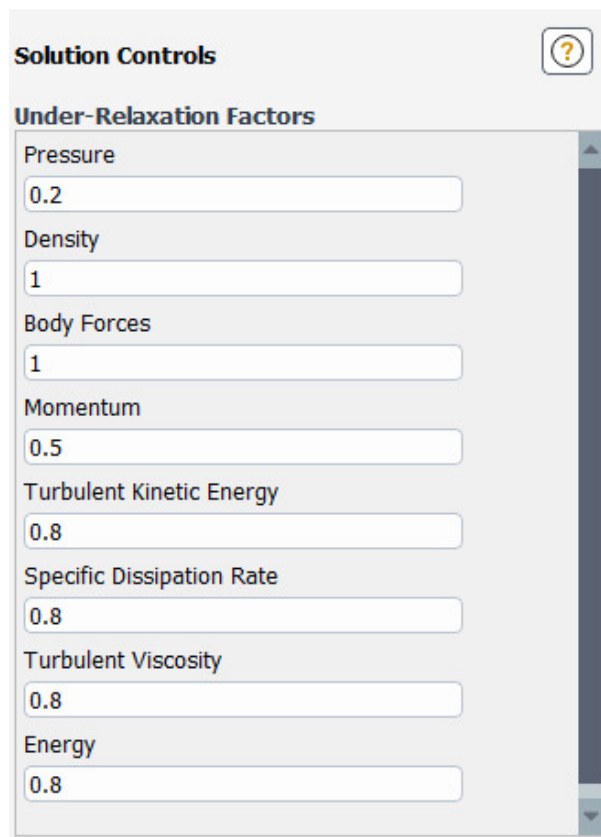 Solution Controls
?
Under-Relaxation Factors
Pressure
0.2
Density
1
Body Forces
1
Momentum
0.5
Turbulent Kinetic Energy
0.8
Specific Dissipation Rate
0.8
Turbulent Viscosity
0.8
Energy
0.8